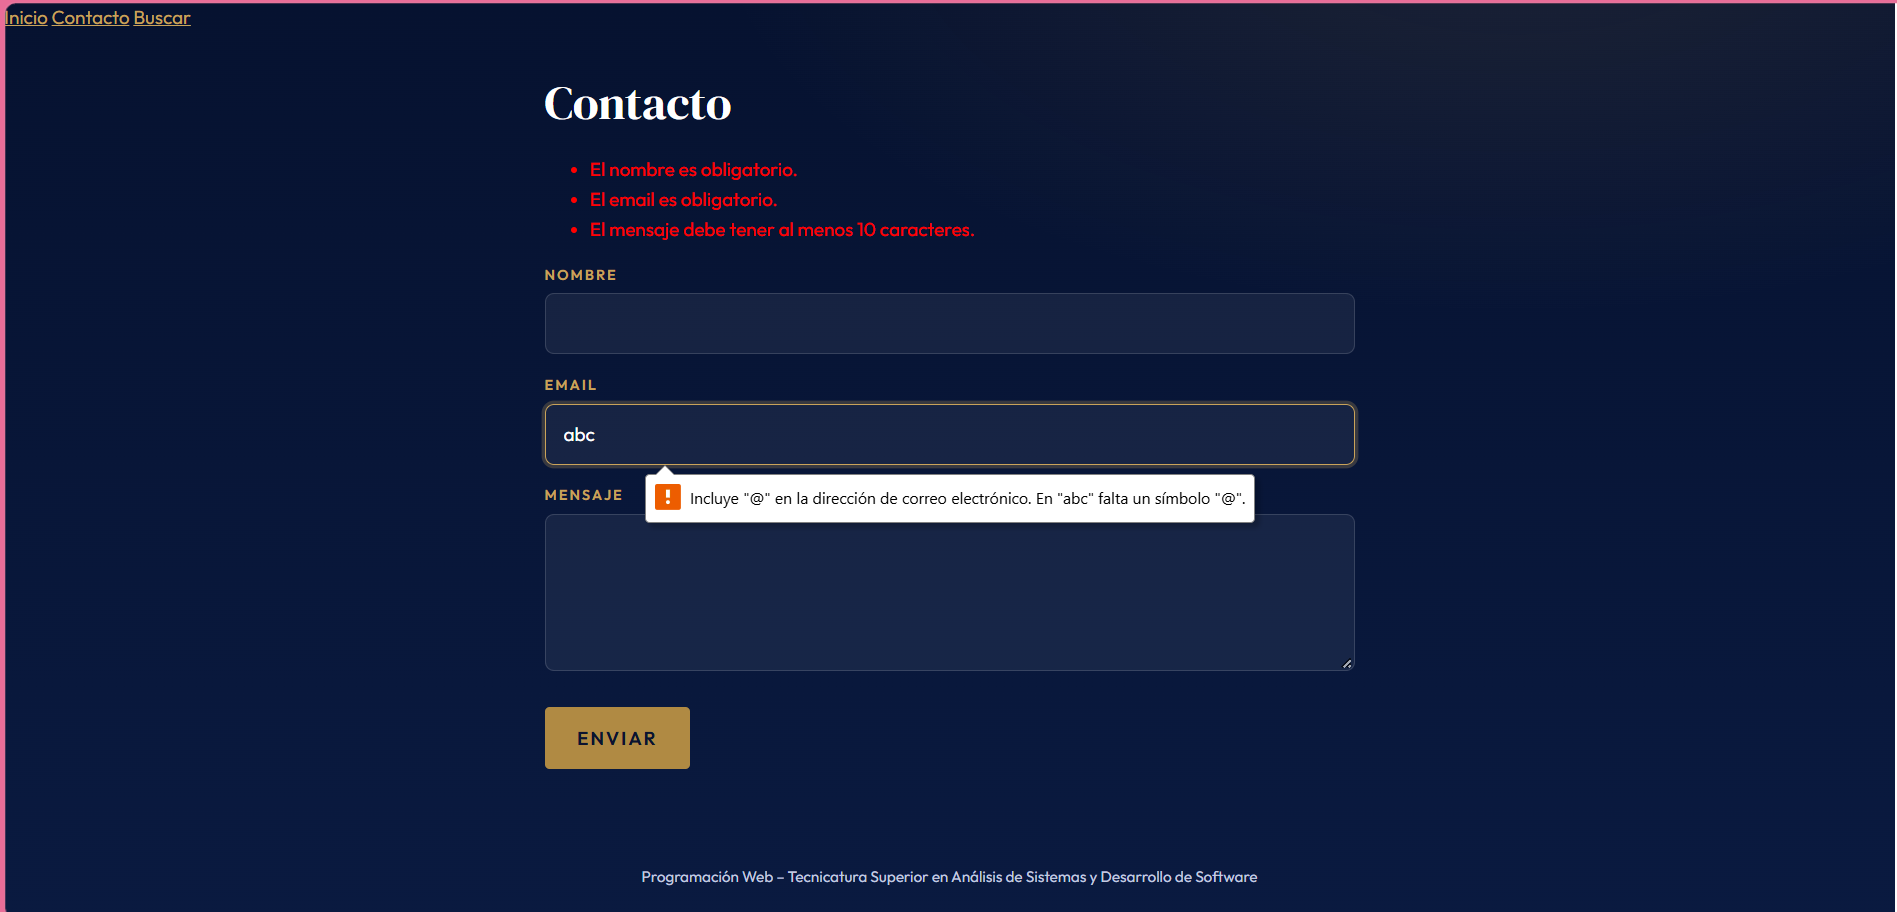 Inicio Contacto Buscar
Contacto
• El nombre es obligatorio.
• El email es obligatorio.
• El mensaje debe tener al menos 10 caracteres.
NOMBRE
EMAIL
abc
MENSAJE
Incluye "@" en la dirección de correo electrónico. En "abc" falta un símbolo "@".
ENVIAR
Programación Web – Tecnicatura Superior en Análisis de Sistemas y Desarrollo de Software